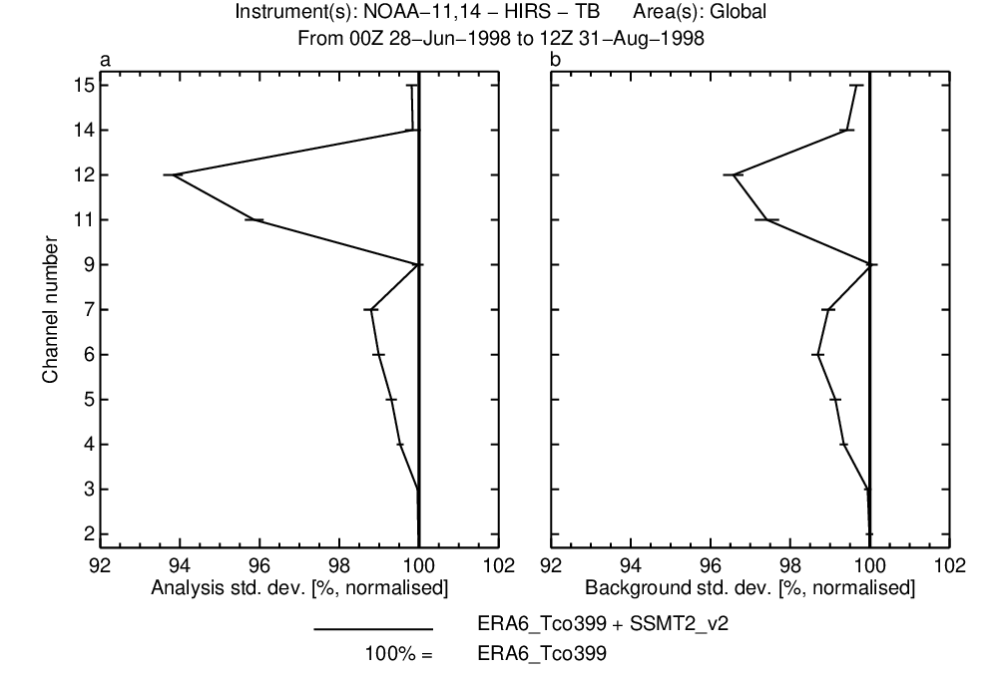 Instrument(s): NOAA−11,14 − HIRS − TB Area(s): Global
From 00Z 28−Jun−1998 to 12Z 31−Aug−1998
a b
15
14
12
11
9
7
6
5
4
3
2
Channel number
92 94 96 98 100 102 92 94 96 98 100 102
Analysis std. dev. [%, normalised] Background std. dev. [%, normalised]
ERA6_Tco399 + SSMT2_v2
100% = ERA6_Tco399